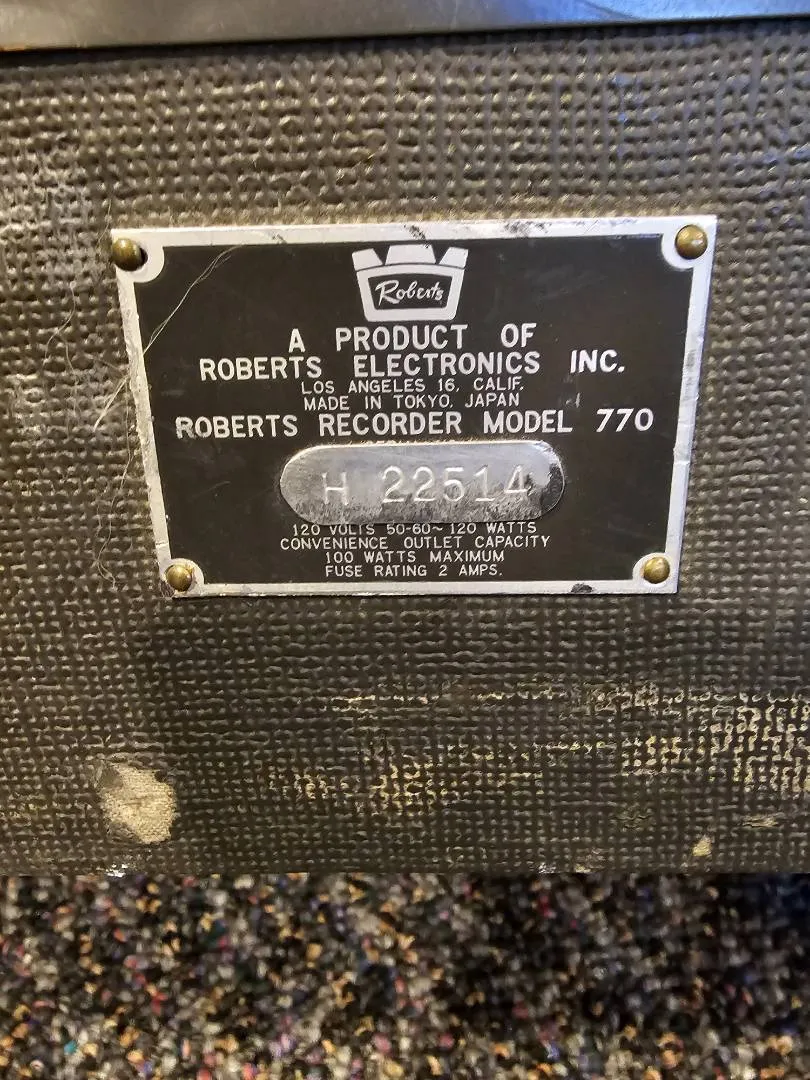 Roberts
A PRODUCT OF
ROBERTS ELECTRONICS INC.
LOS ANGELES 16, CALIF.
MADE IN TOKYO, JAPAN
ROBERTS RECORDER MODEL 770
H 22514
120 VOLTS 50-60~ 120 WATTS
CONVENIENCE OUTLET CAPACITY
100 WATTS MAXIMUM
FUSE RATING 2 AMPS.